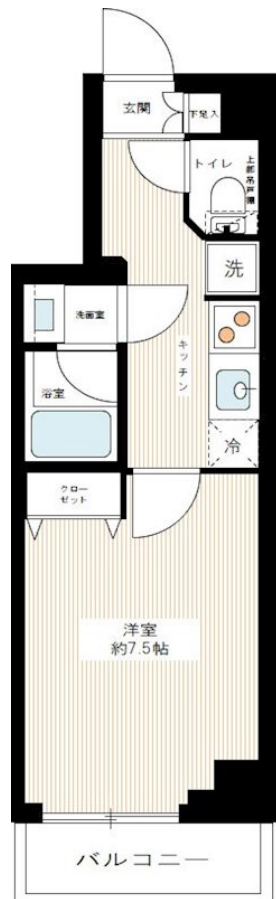 玄関
下足入
トイレ
上部吊戸棚
洗
洗面室
キッチン
浴室
冷
クロー
ゼット
洋室
約7.5帖
バルコニー